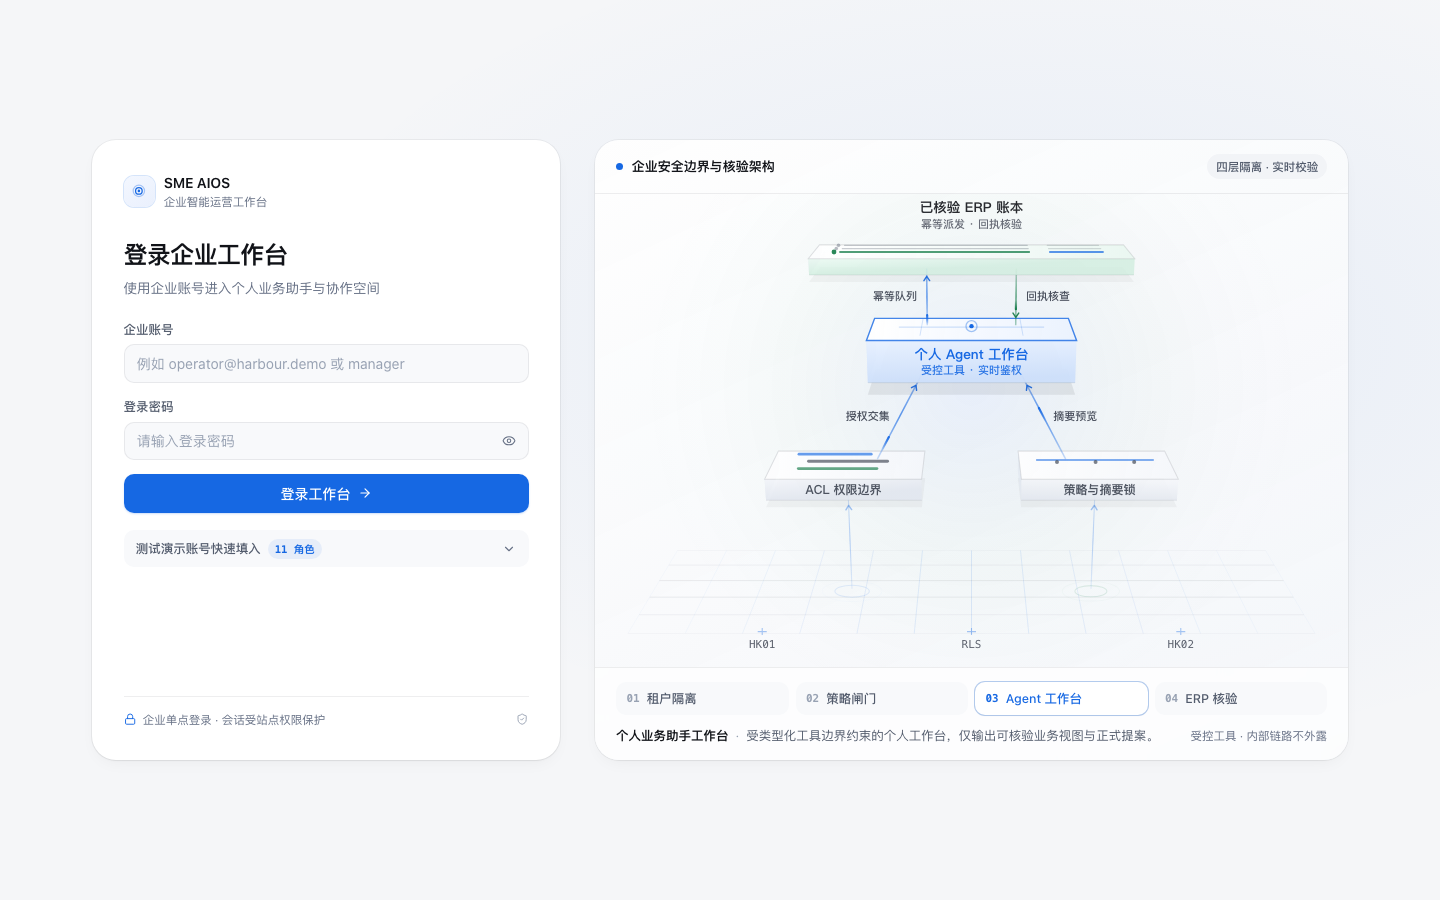 SME AIOS
企业智能运营工作台
登录企业工作台
使用企业账号进入个人业务助手与协作空间
企业账号
例如 operator@harbour.demo 或 manager
登录密码
请输入登录密码
登录工作台 →
测试演示账号快速填入 11 角色
企业单点登录 · 会话受站点权限保护
企业安全边界与核验架构
四层隔离 · 实时校验
已核验 ERP 账本
幂等派发 · 回执核验
幂等队列
回执核查
个人 Agent 工作台
受控工具 · 实时鉴权
授权交集
摘要预览
ACL 权限边界
策略与摘要锁
HK01
RLS
HK02
01 租户隔离
02 策略闸门
03 Agent 工作台
04 ERP 核验
个人业务助手工作台 · 受类型化工具边界约束的个人工作台，仅输出可核验业务视图与正式提案。
受控工具 · 内部链路不外露